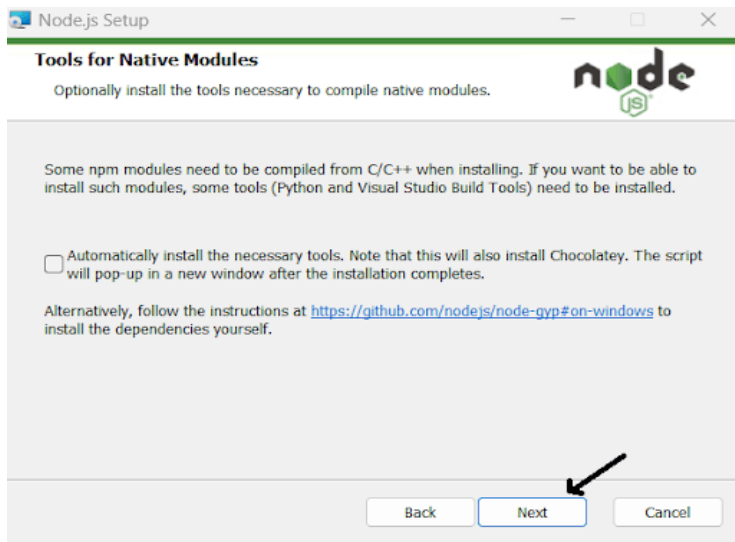 Node.js Setup
Tools for Native Modules
Optionally install the tools necessary to compile native modules.
node
JS
Some npm modules need to be compiled from C/C++ when installing. If you want to be able to
install such modules, some tools (Python and Visual Studio Build Tools) need to be installed.
Automatically install the necessary tools. Note that this will also install Chocolatey. The script
will pop-up in a new window after the installation completes.
Alternatively, follow the instructions at https://github.com/nodejs/node-gyp#on-windows to
install the dependencies yourself.
Back Next Cancel